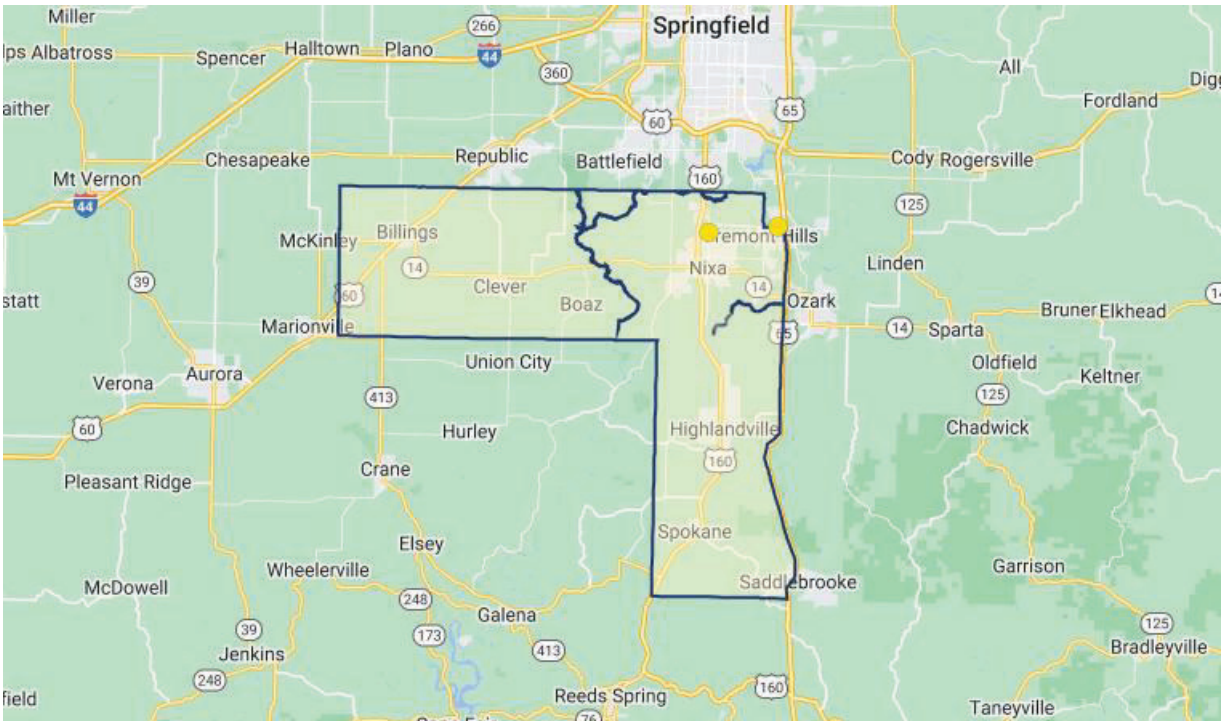 Miller
266
Springfield
lps Albatross
Spencer
Halltown
Plano
44
360
All
Digg
aither
65
Fordland
60
Chesapeake
Republic
Battlefield
Cody
Rogersville
Mt Vernon
160
44
125
McKinley
Billings
remont Hills
39
14
Nixa
Linden
statt
60
Clever
Boaz
14
Ozark
Bruner
Elkhead
14
Marionville
65
14
Sparta
Union City
Oldfield
Verona
Aurora
Keltner
413
125
60
Hurley
Highlandville
Chadwick
Crane
160
Pleasant Ridge
Spokane
Elsey
Wheelerville
Garrison
McDowell
Saddlebrooke
248
Galena
39
173
413
125
Jenkins
Bradleyville
248
160
field
Reeds Spring
Taneyville
76